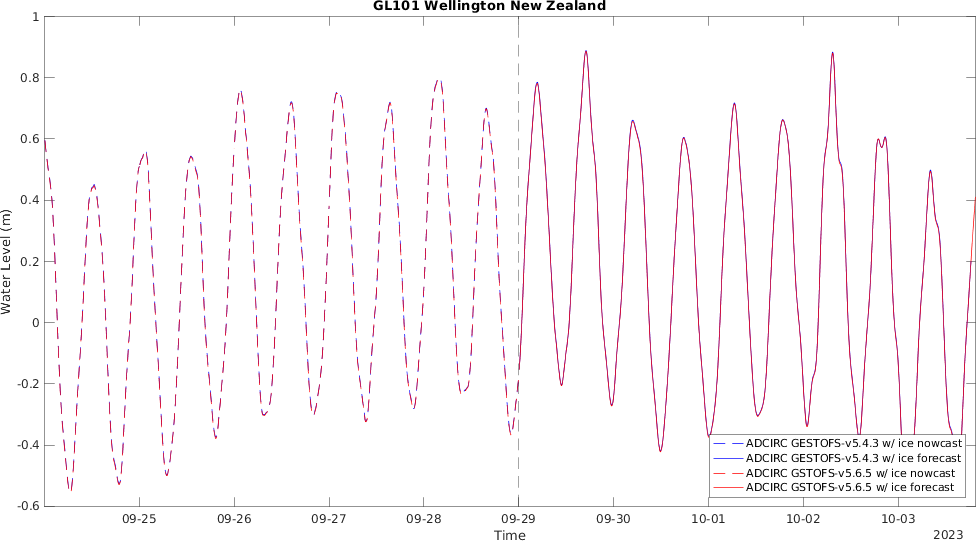 GL101 Wellington New Zealand
1
0.8
0.6
0.4
0.2
0
-0.2
-0.4
-0.6
Water Level (m)
ADCIRC GESTOFS-v5.4.3 w/ ice nowcast
ADCIRC GESTOFS-v5.4.3 w/ ice forecast
ADCIRC GSTOFS-v5.6.5 w/ ice nowcast
ADCIRC GSTOFS-v5.6.5 w/ ice forecast
09-25 09-26 09-27 09-28 09-29 09-30 10-01 10-02 10-03
Time
2023